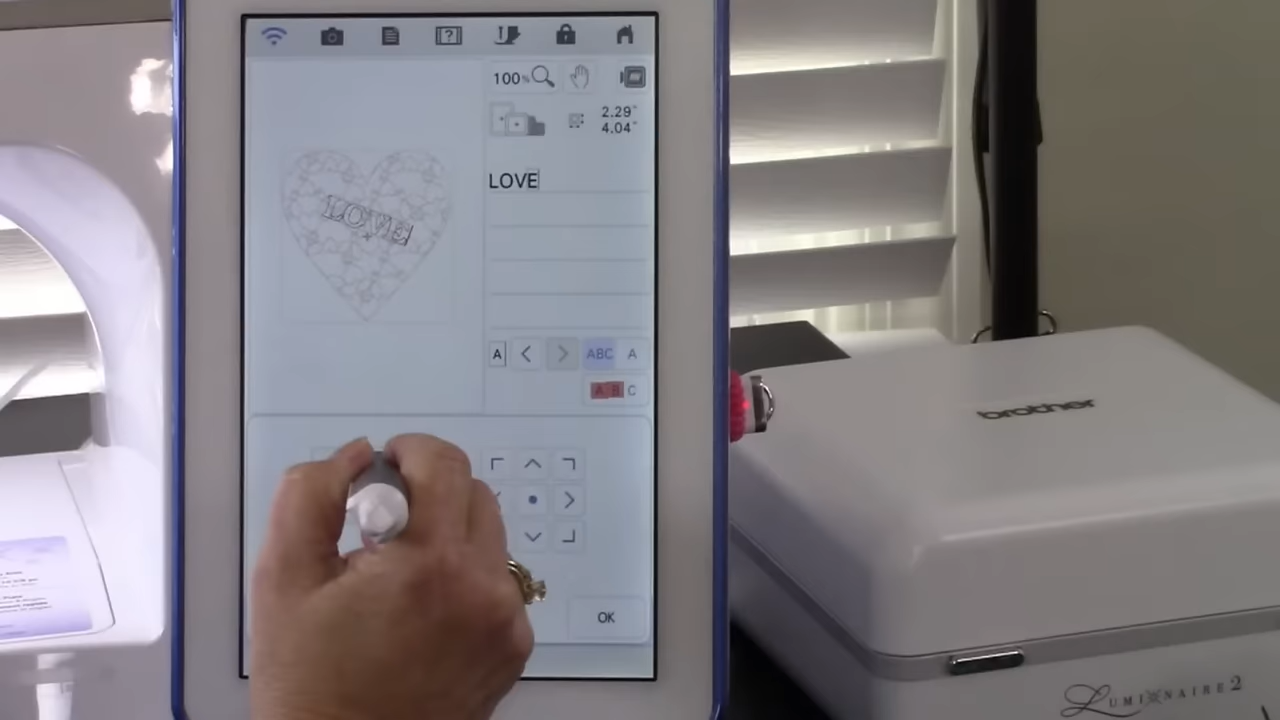 100%
2.29"
4.04"
LOVE
LOVE
A ABC A
A B C
OK
brother
LUMINAIRE 2